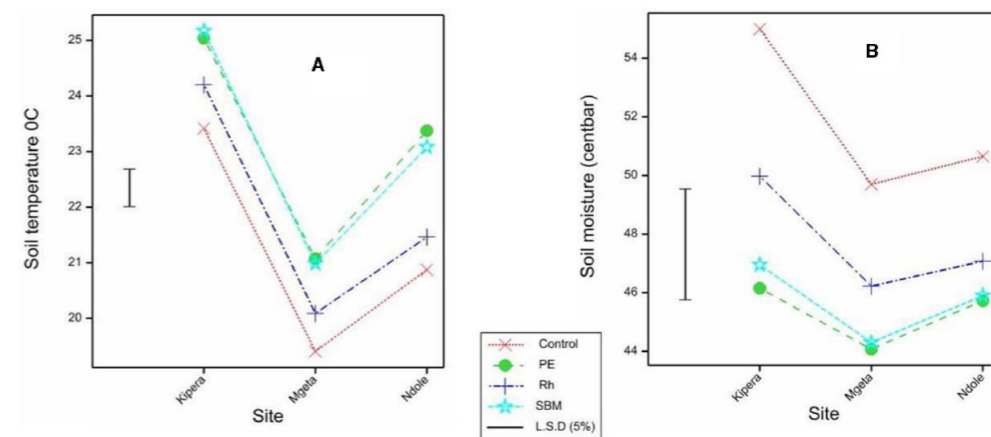 A
Soil temperature 0C
25
24
23
22
21
20
Kipera
Mgeta
Ndole
Site
B
Soil moisture (centbar)
54
52
50
48
46
44
Kipera
Mgeta
Ndole
Site
Control
PE
Rh
SBM
L.S.D (5%)